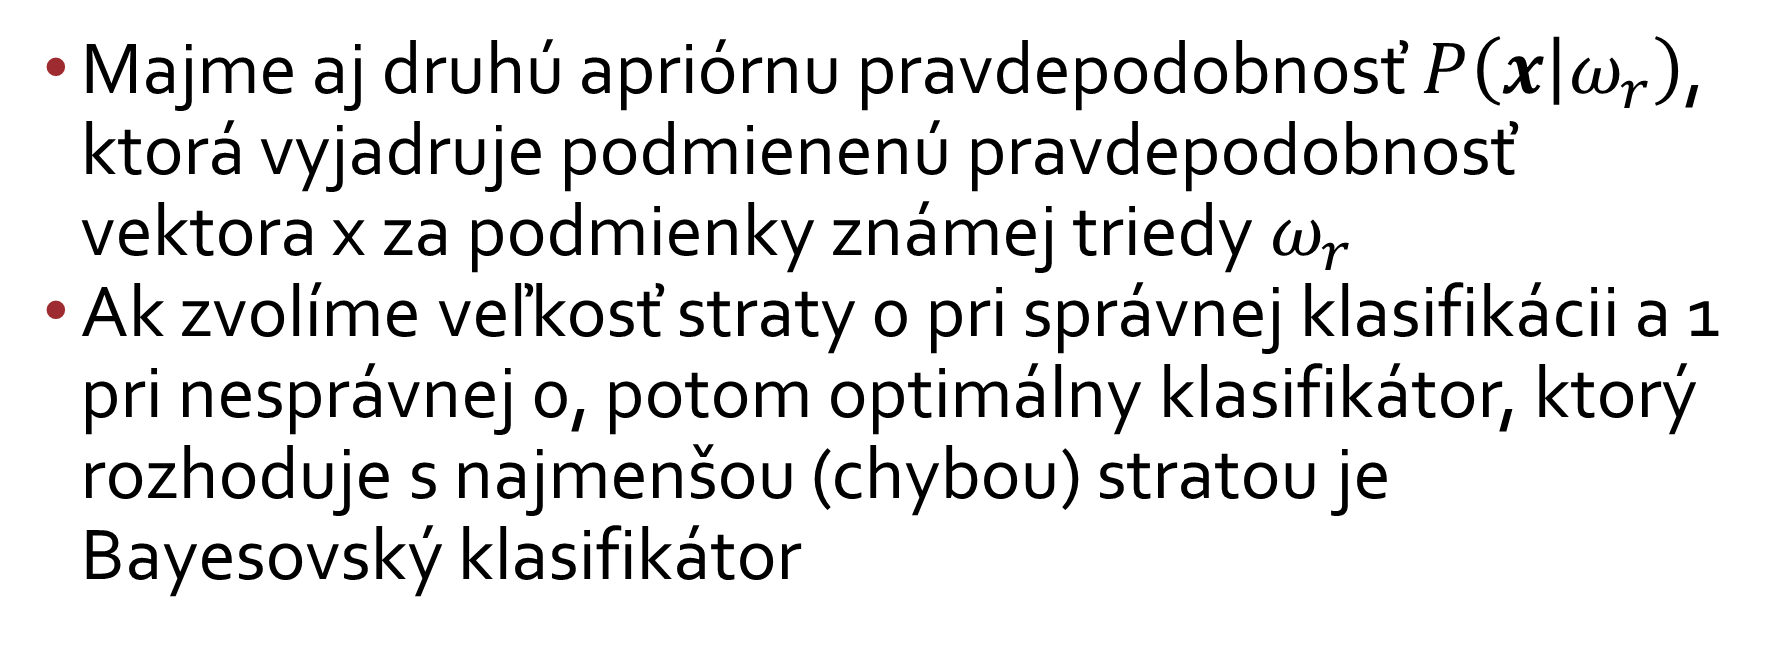 • Majme aj druhú apriórnu pravdepodobnosť P(x|ωᵣ),
ktorá vyjadruje podmienenú pravdepodobnosť
vektora x za podmienky známej triedy ωᵣ
• Ak zvolíme veľkosť straty 0 pri správnej klasifikácii a 1
pri nesprávnej 0, potom optimálny klasifikátor, ktorý
rozhoduje s najmenšou (chybou) stratou je
Bayesovský klasifikátor